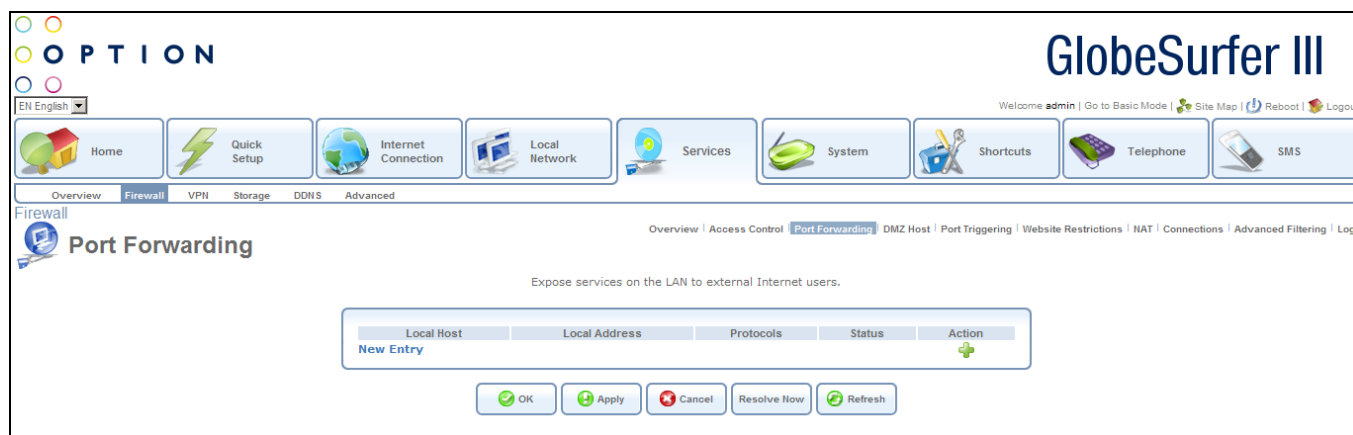 OPTION
GlobeSurfer III
EN English
Welcome admin | Go to Basic Mode | Site Map | Reboot | Logou
Home
Quick Setup
Internet Connection
Local Network
Services
System
Shortcuts
Telephone
SMS
Overview Firewall VPN Storage DDNS Advanced
Firewall
Port Forwarding
Overview | Access Control | Port Forwarding | DMZ Host | Port Triggering | Website Restrictions | NAT | Connections | Advanced Filtering | Log
Expose services on the LAN to external Internet users.
Local Host Local Address Protocols Status Action
New Entry
OK Apply Cancel Resolve Now Refresh